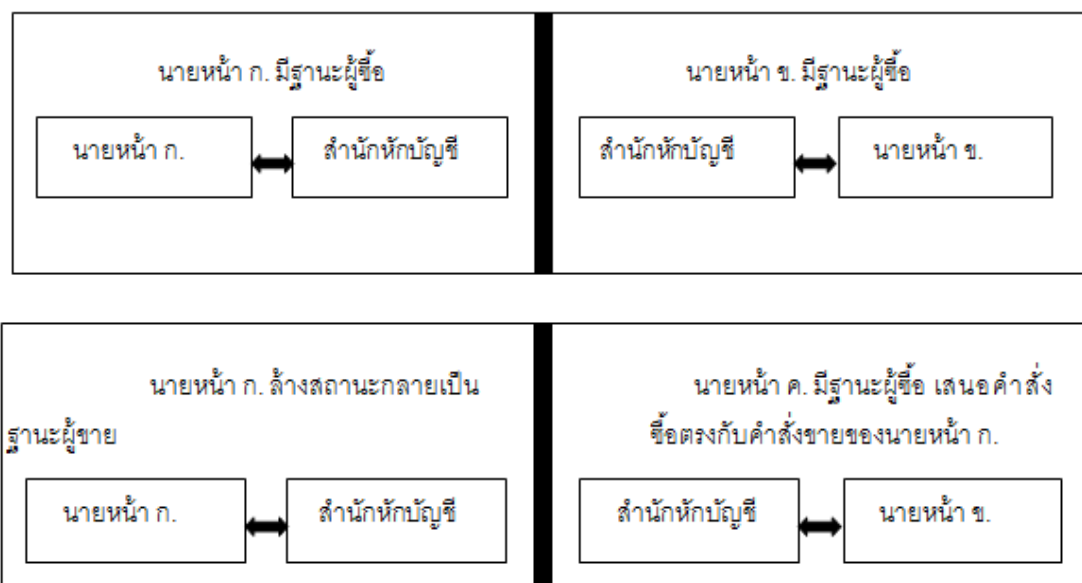 นายหน้า ก. มีฐานะผู้ซื้อ
นายหน้า ข. มีฐานะผู้ซื้อ
นายหน้า ก.
สำนักหักบัญชี
สำนักหักบัญชี
นายหน้า ข.
นายหน้า ก. ล้างสถานะกลายเป็น
ฐานะผู้ขาย
นายหน้า ค. มีฐานะผู้ซื้อ เสนอคำสั่ง
ซื้อตรงกับคำสั่งขายของนายหน้า ก.
นายหน้า ก.
สำนักหักบัญชี
สำนักหักบัญชี
นายหน้า ข.